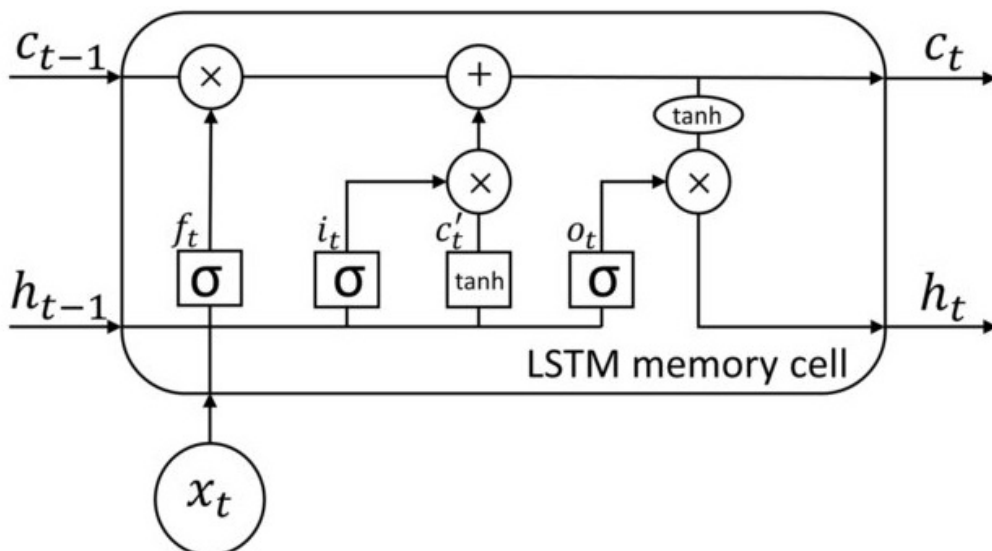 c_{t-1}
×
+
c_t
tanh
×
×
f_t
i_t
c'_t
o_t
σ
σ
tanh
σ
h_{t-1}
h_t
LSTM memory cell
x_t